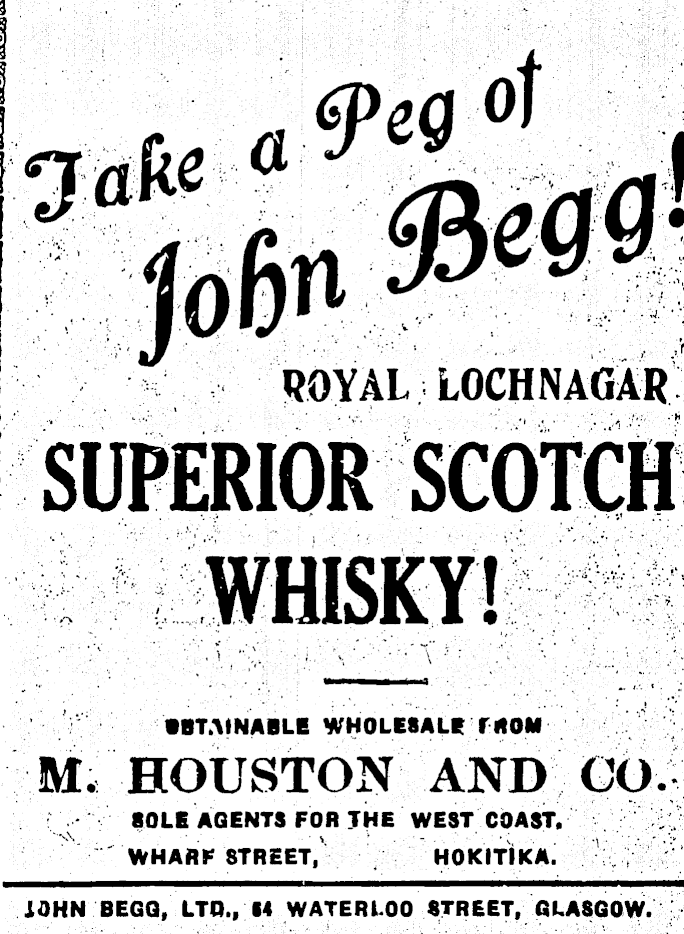 Take a Peg of
John Begg!
ROYAL LOCHNAGAR
SUPERIOR SCOTCH
WHISKY!
OBTAINABLE WHOLESALE FROM
M. HOUSTON AND CO.
SOLE AGENTS FOR THE WEST COAST,
WHARF STREET, HOKITIKA.
JOHN BEGG, LTD., 64 WATERLOO STREET, GLASGOW.